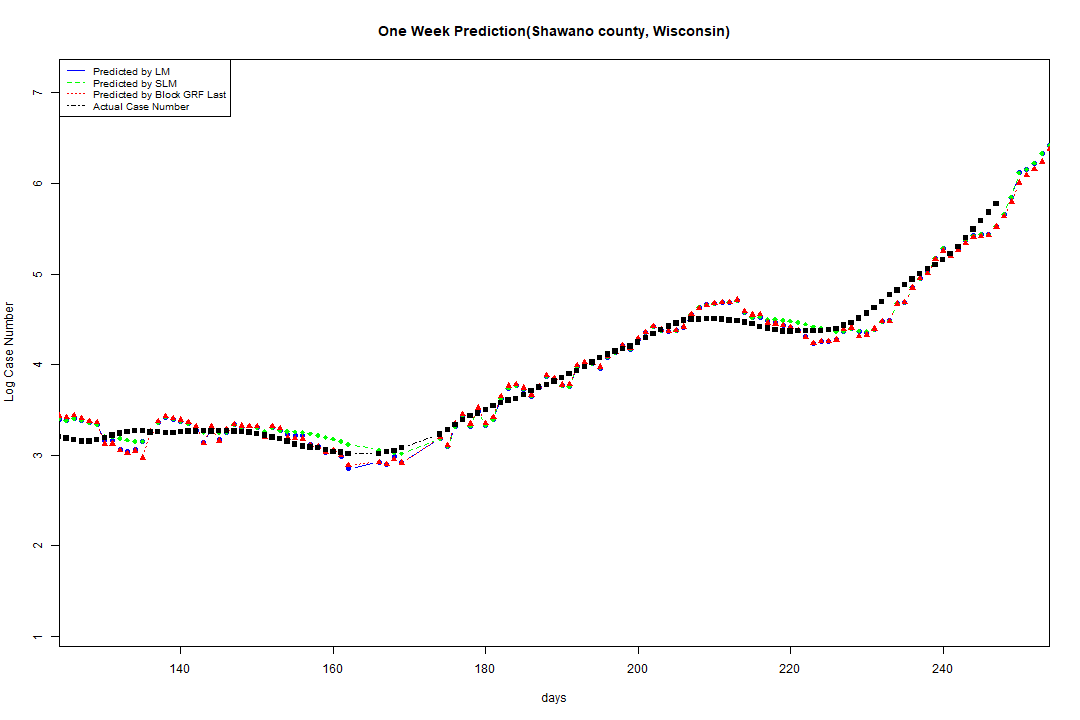 One Week Prediction(Shawano county, Wisconsin)
Predicted by LM
Predicted by SLM
Predicted by Block GRF Last
Actual Case Number
7
6
5
4
3
2
1
Log Case Number
140 160 180 200 220 240
days